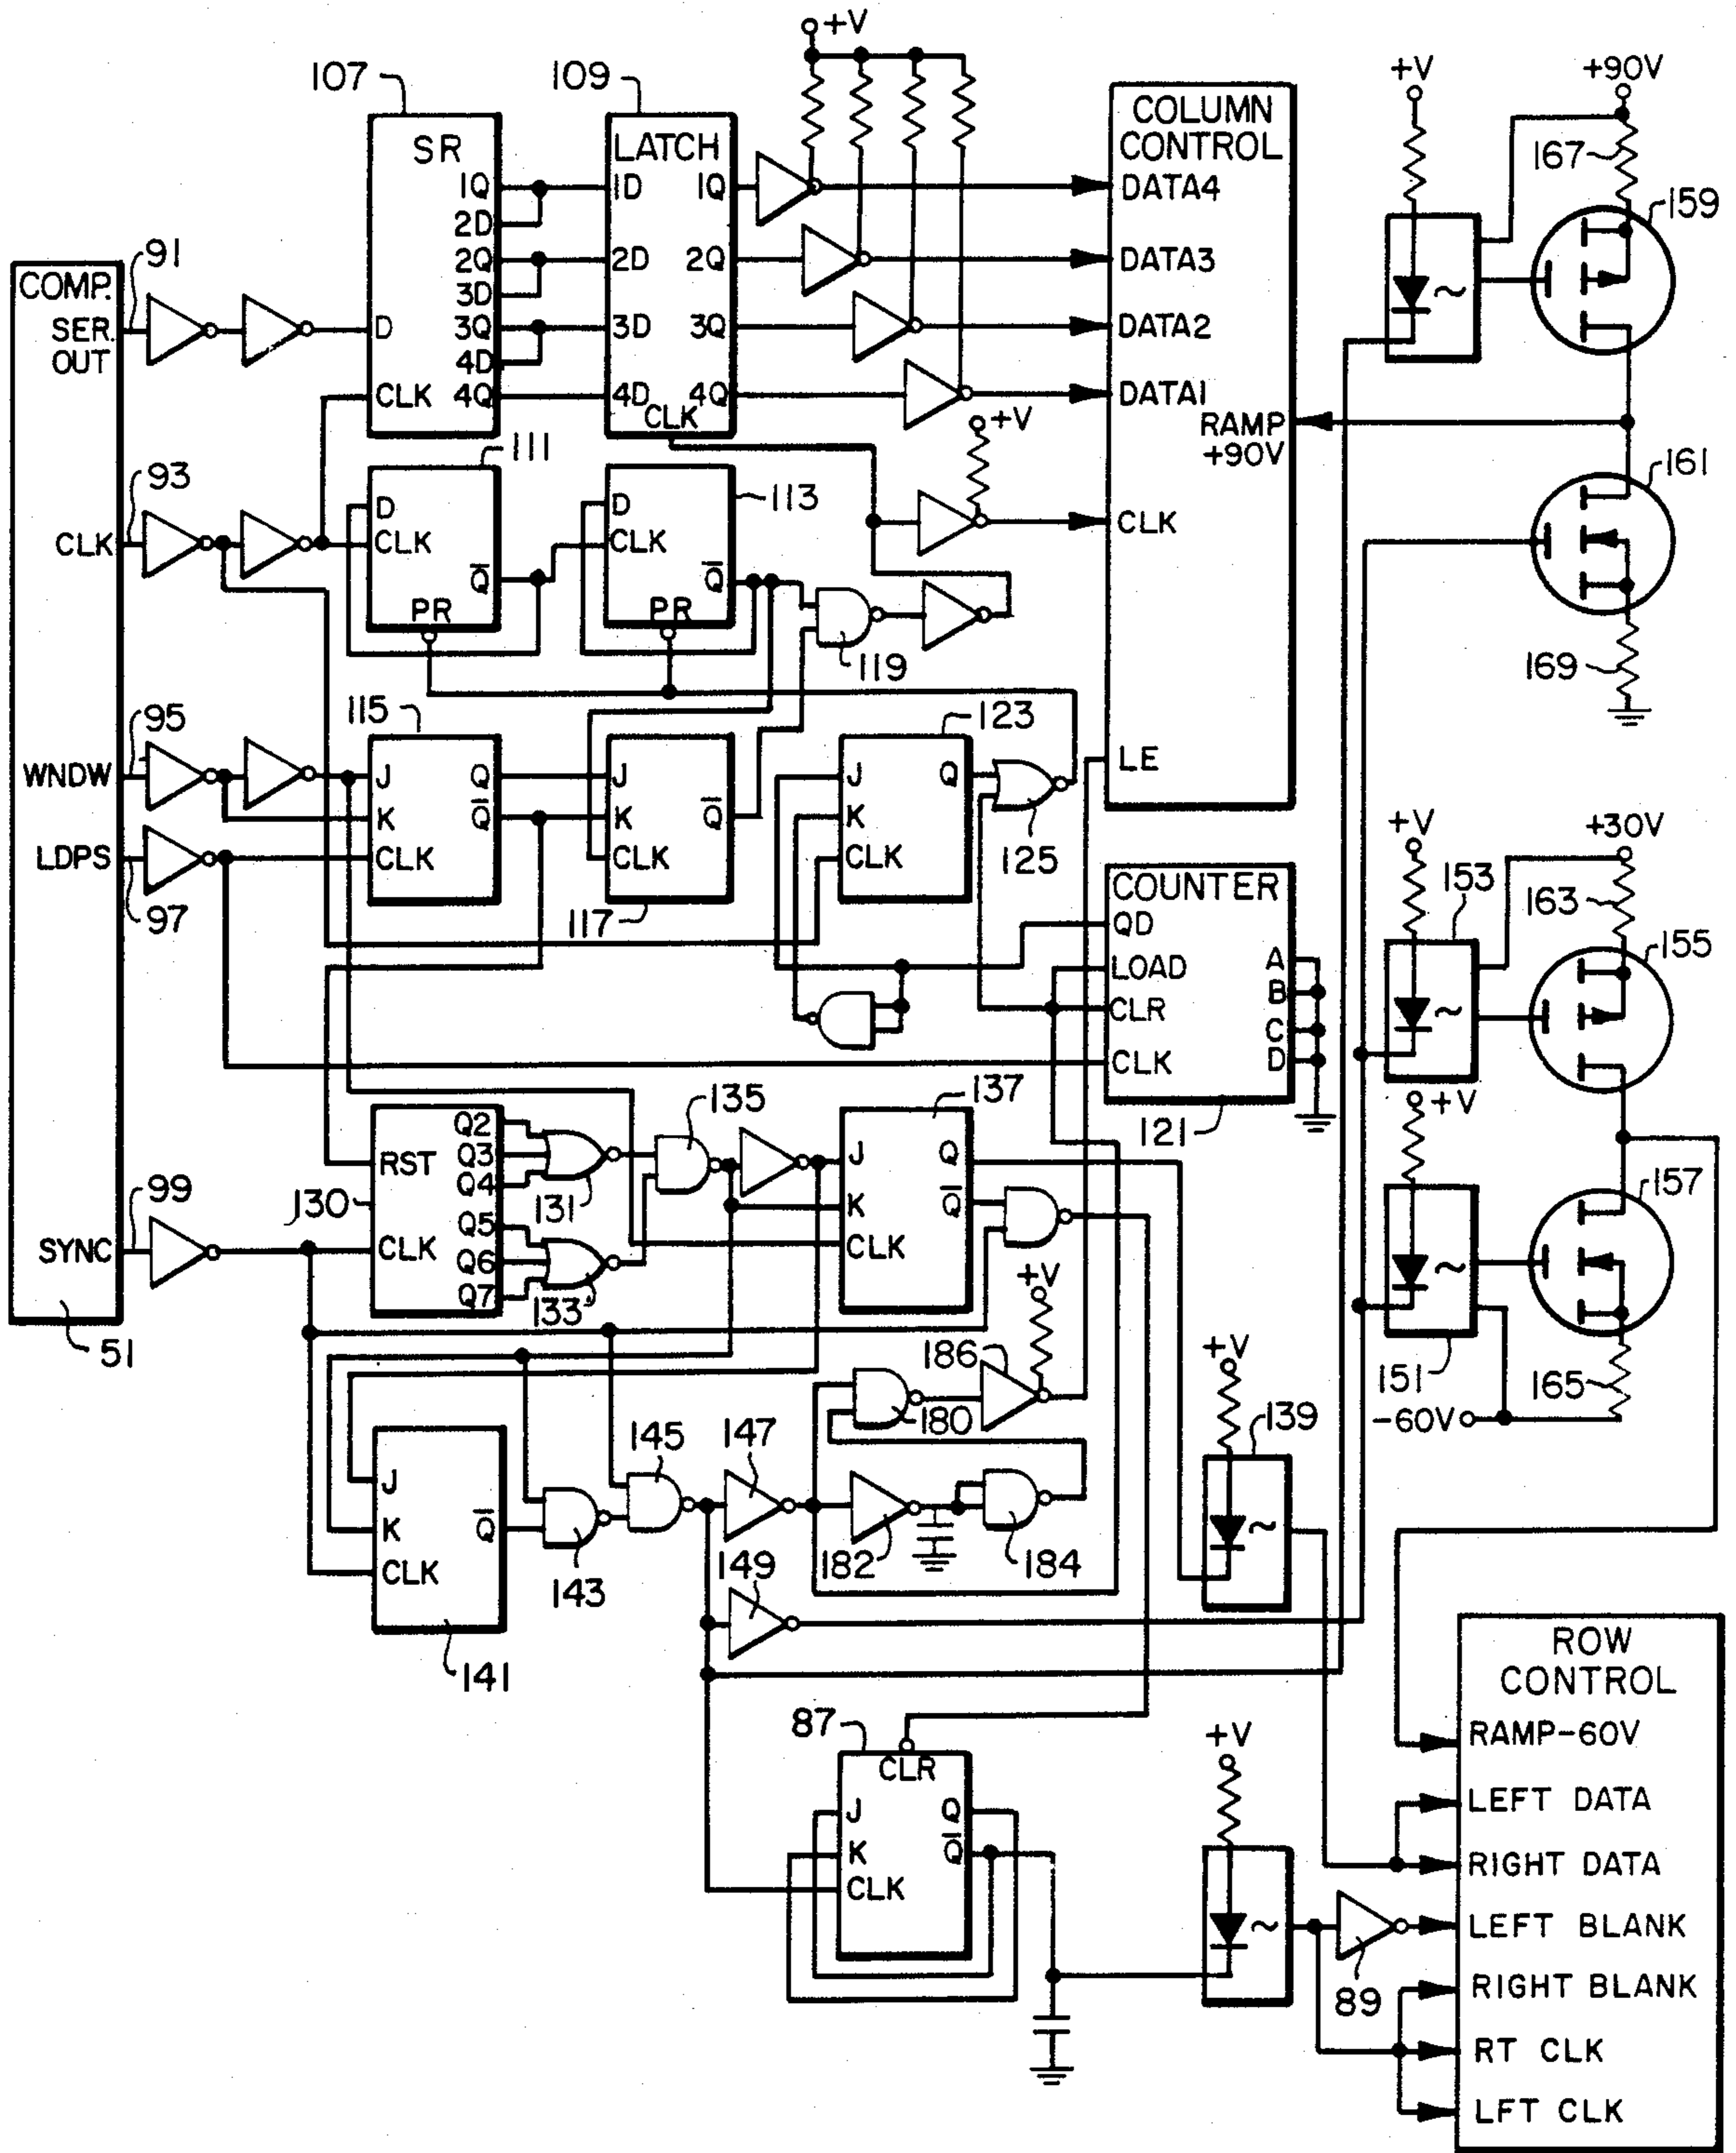 +V
107
109
SR
1Q
2D
2Q
3D
3Q
4D
4Q
D
CLK
LATCH
1D
1Q
2D
2Q
3D
3Q
4D
4Q
CLK
COLUMN
CONTROL
DATA4
DATA3
DATA2
DATA1
RAMP
+90V
CLK
LE
+V
+90V
167
159
161
169
COMP.
SER.
OUT
91
CLK
93
WNDW
95
LDPS
97
SYNC
99
51
111
D
CLK
Q
PR
113
D
CLK
Q
PR
+V
119
115
J
Q
K
Q
CLK
J
K
Q
CLK
117
123
J
Q
K
CLK
125
COUNTER
QD
LOAD
CLR
CLK
A
B
C
D
121
+V
153
+30V
163
155
+V
151
157
165
-60V
130
RST
CLK
Q2
Q3
Q4
Q5
Q6
Q7
131
133
135
137
J
Q
K
Q
CLK
+V
186
180
+V
139
141
J
K
Q
CLK
143
145
147
182
184
149
87
CLR
J
Q
K
Q
CLK
+V
89
ROW
CONTROL
RAMP-60V
LEFT DATA
RIGHT DATA
LEFT BLANK
RIGHT BLANK
RT CLK
LFT CLK